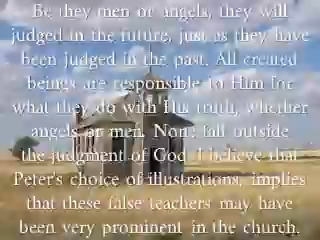 Be they men or angels, they will
judged in the future, just as they have
been judged in the past. All created
beings are responsible to Him for
what they do with His truth, whether
angels or men. None fall outside
the judgment of God. I believe that
Peter's choice of illustrations, implies
that these false teachers may have
been very prominent in the church.